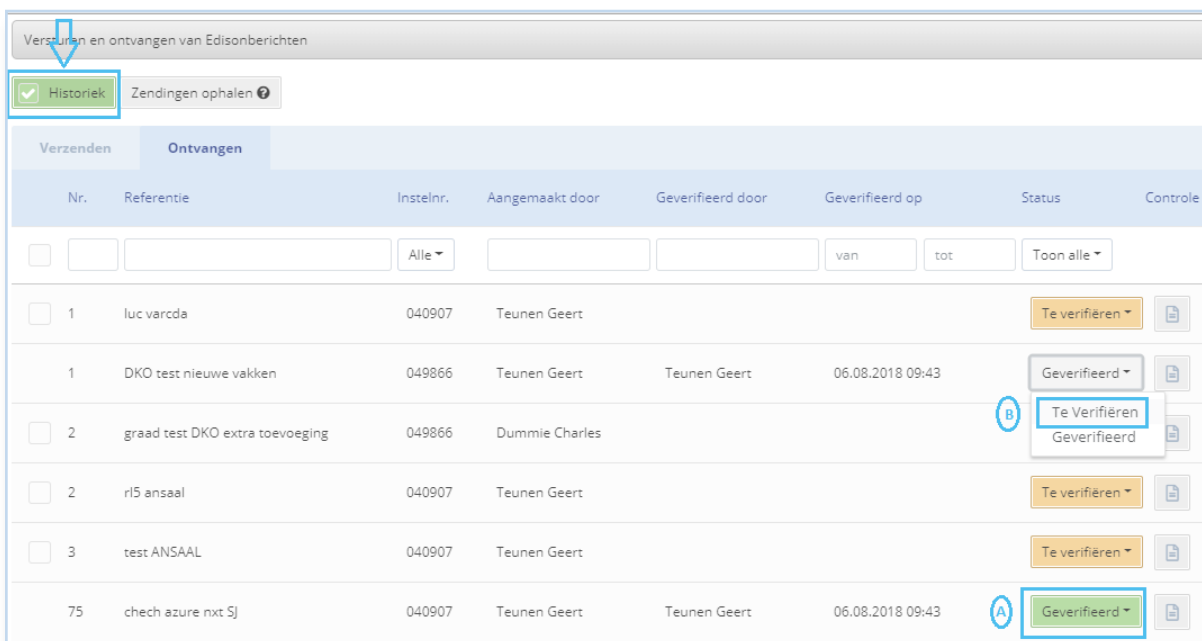 Versturen en ontvangen van Edisonberichten
Historiek Zendingen ophalen ?
Verzenden Ontvangen
Nr. Referentie Instelnr. Aangemaakt door Geverifieerd door Geverifieerd op Status Controle
Alle van tot Toon alle
1 luc varcda 040907 Teunen Geert Te verifiëren
1 DKO test nieuwe vakken 049866 Teunen Geert Teunen Geert 06.08.2018 09:43 Geverifieerd
B Te Verifiëren
2 graad test DKO extra toevoeging 049866 Dummie Charles Geverifieerd
2 rl5 ansaal 040907 Teunen Geert Te verifiëren
3 test ANSAAL 040907 Teunen Geert Te verifiëren
75 chech azure nxt SJ 040907 Teunen Geert Teunen Geert 06.08.2018 09:43 A Geverifieerd